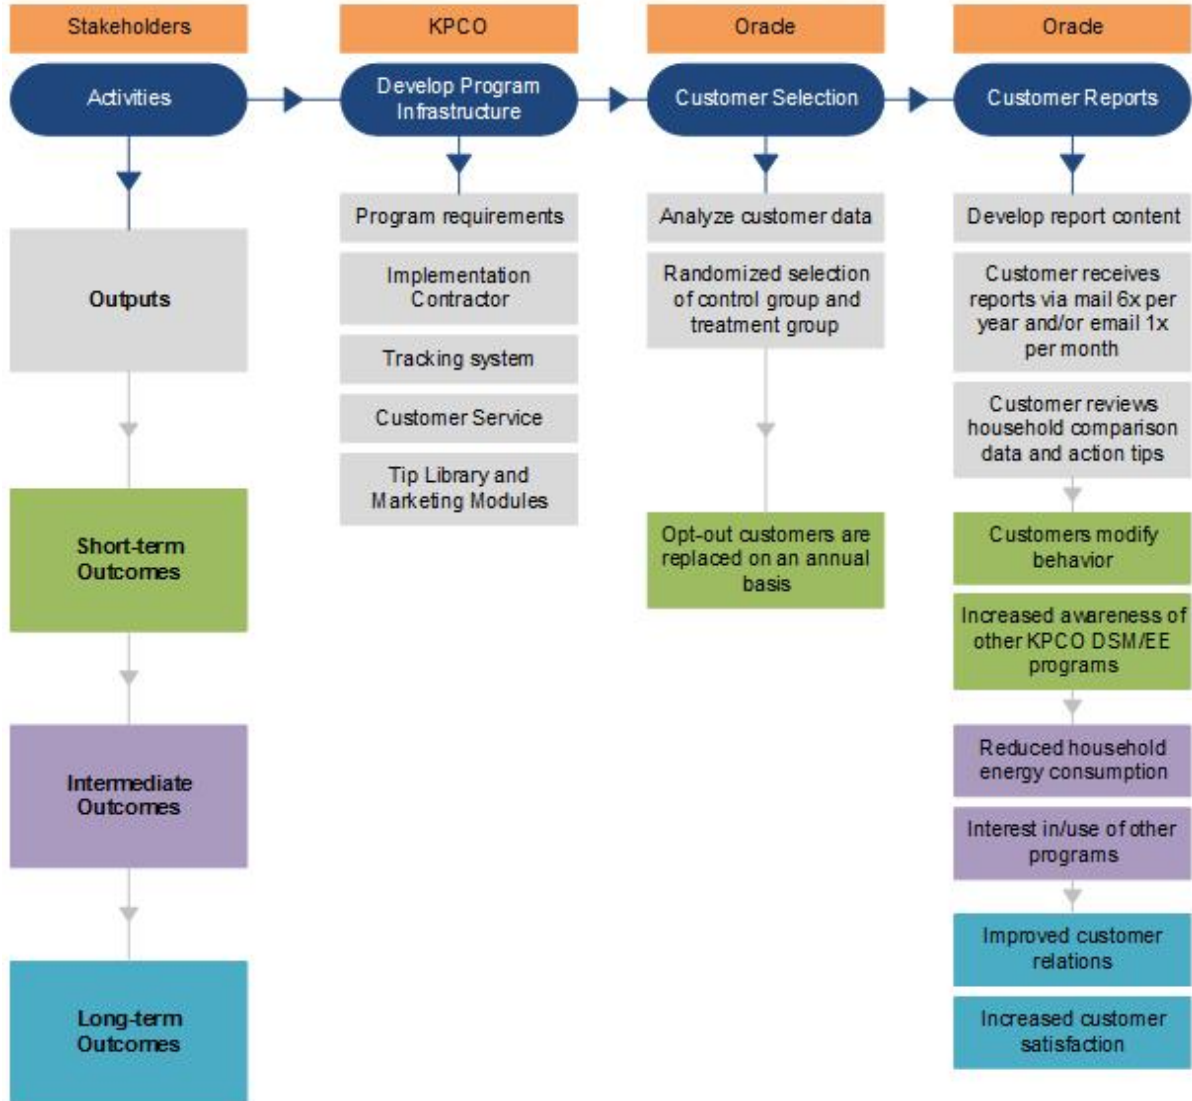 Stakeholders
KPCO
Oracle
Oracle
Activities
Develop Program
Infrastructure
Customer Selection
Customer Reports
Outputs
Program requirements
Implementation
Contractor
Tracking system
Customer Service
Tip Library and
Marketing Modules
Analyze customer data
Randomized selection
of control group and
treatment group
Develop report content
Customer receives
reports via mail 6x per
year and/or email 1x
per month
Customer reviews
household comparison
data and action tips
Short-term
Outcomes
Opt-out customers are
replaced on an annual
basis
Customers modify
behavior
Increased awareness of
other KPCO DSM/EE
programs
Intermediate
Outcomes
Reduced household
energy consumption
Interest in/use of other
programs
Long-term
Outcomes
Improved customer
relations
Increased customer
satisfaction